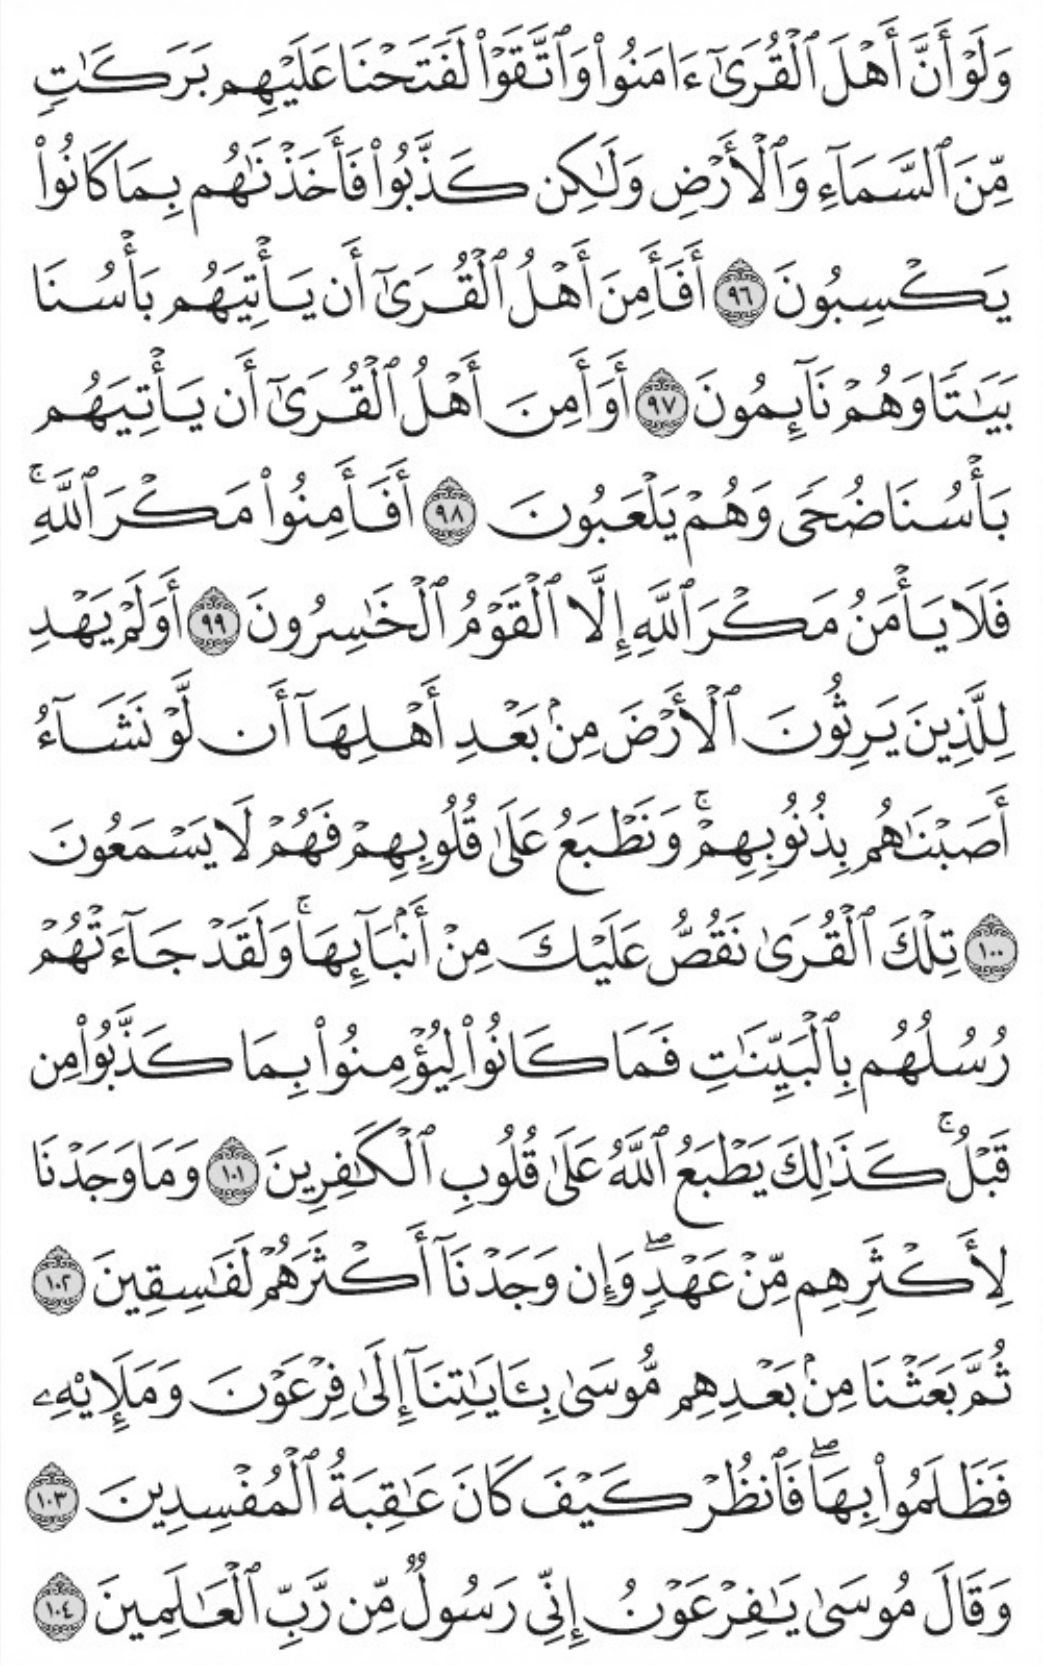 وَلَوْ أَنَّ أَهْلَ ٱلْقُرَىٰٓ ءَامَنُوا۟ وَٱتَّقَوْا۟ لَفَتَحْنَا عَلَيْهِم بَرَكَـٰتٍ
مِّنَ ٱلسَّمَآءِ وَٱلْأَرْضِ وَلَـٰكِن كَذَّبُوا۟ فَأَخَذْنَـٰهُم بِمَا كَانُوا۟
يَكْسِبُونَ ٩٦ أَفَأَمِنَ أَهْلُ ٱلْقُرَىٰٓ أَن يَأْتِيَهُم بَأْسُنَا
بَيَـٰتًا وَهُمْ نَآئِمُونَ ٩٧ أَوَأَمِنَ أَهْلُ ٱلْقُرَىٰٓ أَن يَأْتِيَهُم
بَأْسُنَا ضُحًى وَهُمْ يَلْعَبُونَ ٩٨ أَفَأَمِنُوا۟ مَكْرَ ٱللَّهِ ۚ
فَلَا يَأْمَنُ مَكْرَ ٱللَّهِ إِلَّا ٱلْقَوْمُ ٱلْخَـٰسِرُونَ ٩٩ أَوَلَمْ يَهْدِ
لِلَّذِينَ يَرِثُونَ ٱلْأَرْضَ مِنۢ بَعْدِ أَهْلِهَآ أَن لَّوْ نَشَآءُ
أَصَبْنَـٰهُم بِذُنُوبِهِمْ ۚ وَنَطْبَعُ عَلَىٰ قُلُوبِهِمْ فَهُمْ لَا يَسْمَعُونَ
١٠٠ تِلْكَ ٱلْقُرَىٰ نَقُصُّ عَلَيْكَ مِنْ أَنۢبَآئِهَا ۚ وَلَقَدْ جَآءَتْهُمْ
رُسُلُهُم بِٱلْبَيِّنَـٰتِ فَمَا كَانُوا۟ لِيُؤْمِنُوا۟ بِمَا كَذَّبُوا۟ مِن
قَبْلُ ۚ كَذَٰلِكَ يَطْبَعُ ٱللَّهُ عَلَىٰ قُلُوبِ ٱلْكَـٰفِرِينَ ١٠١ وَمَا وَجَدْنَا
لِأَكْثَرِهِم مِّنْ عَهْدٍ ۖ وَإِن وَجَدْنَآ أَكْثَرَهُمْ لَفَـٰسِقِينَ ١٠٢
ثُمَّ بَعَثْنَا مِنۢ بَعْدِهِم مُّوسَىٰ بِـَٔايَـٰتِنَآ إِلَىٰ فِرْعَوْنَ وَمَلَإِي۟هِۦ
فَظَلَمُوا۟ بِهَا ۖ فَٱنظُرْ كَيْفَ كَانَ عَـٰقِبَةُ ٱلْمُفْسِدِينَ ١٠٣
وَقَالَ مُوسَىٰ يَـٰفِرْعَوْنُ إِنِّى رَسُولٌ مِّن رَّبِّ ٱلْعَـٰلَمِينَ ١٠٤